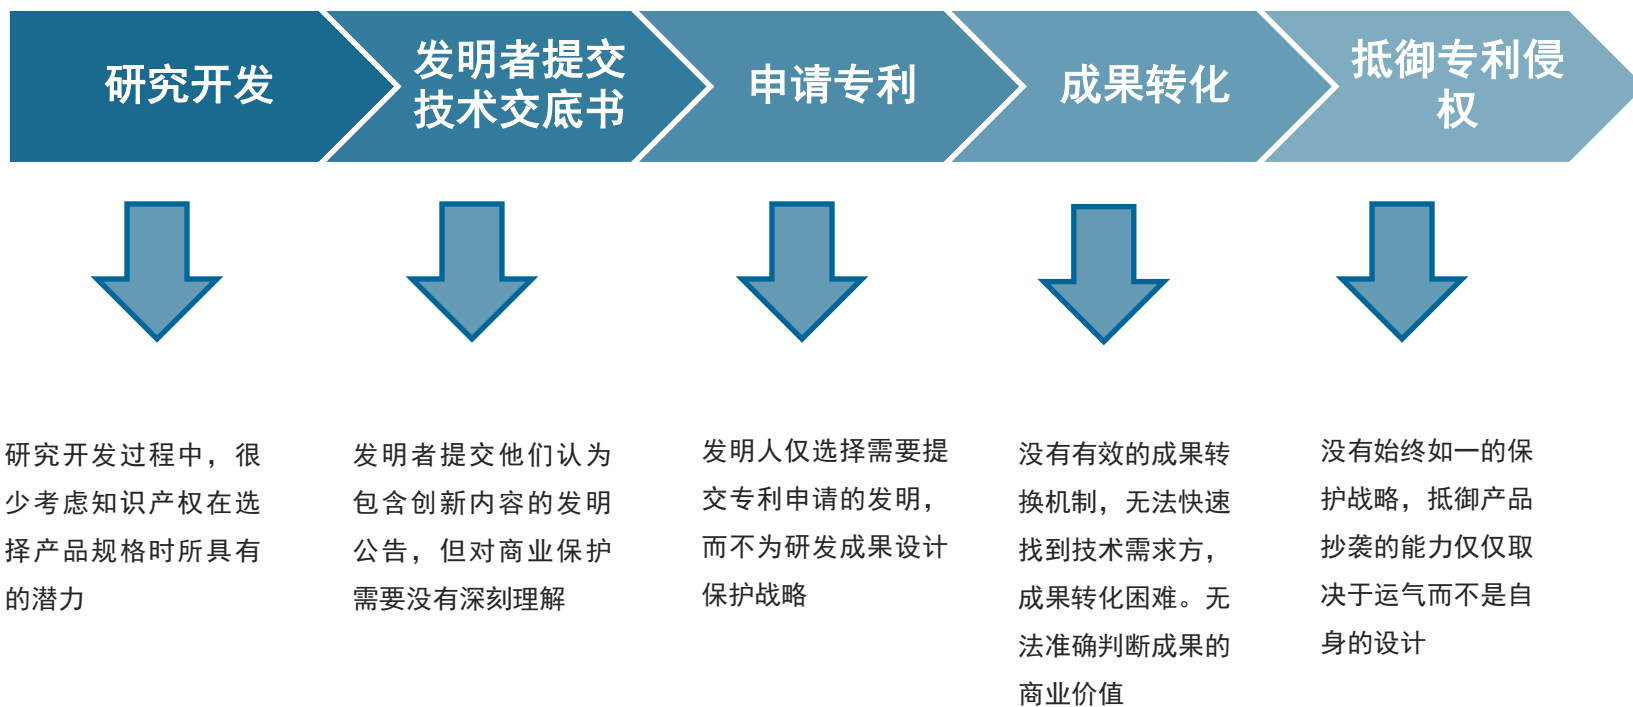 研究开发
发明者提交
技术交底书
申请专利
成果转化
抵御专利侵
权
研究开发过程中，很
少考虑知识产权在选
择产品规格时所具有
的潜力
发明者提交他们认为
包含创新内容的发明
公告，但对商业保护
需要没有深刻理解
发明人仅选择需要提
交专利申请的发明，
而不为研发成果设计
保护战略
没有有效的成果转
换机制，无法快速
找到技术需求方，
成果转化困难。无
法准确判断成果的
商业价值
没有始终如一的保
护战略，抵御产品
抄袭的能力仅仅取
决于运气而不是自
身的设计